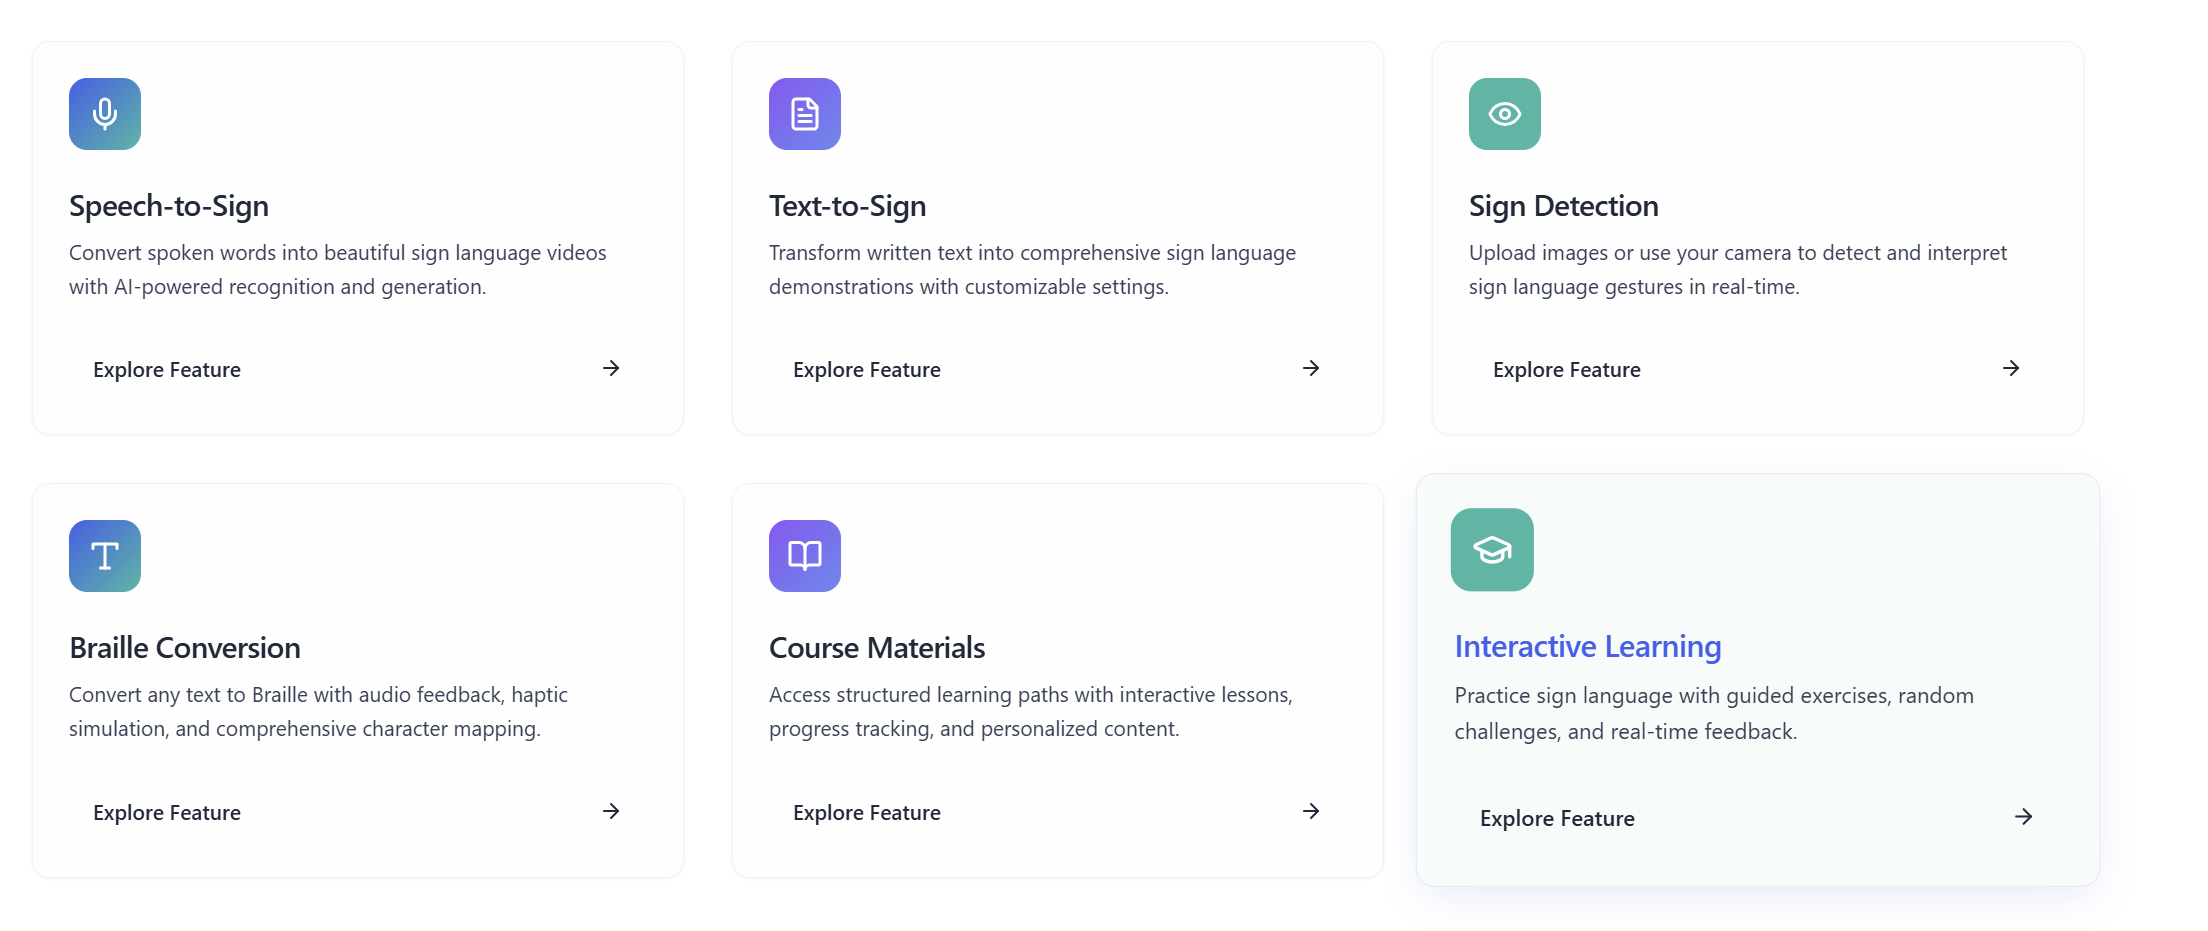 Speech-to-Sign
Convert spoken words into beautiful sign language videos
with AI-powered recognition and generation.
Explore Feature
Text-to-Sign
Transform written text into comprehensive sign language
demonstrations with customizable settings.
Explore Feature
Sign Detection
Upload images or use your camera to detect and interpret
sign language gestures in real-time.
Explore Feature
Braille Conversion
Convert any text to Braille with audio feedback, haptic
simulation, and comprehensive character mapping.
Explore Feature
Course Materials
Access structured learning paths with interactive lessons,
progress tracking, and personalized content.
Explore Feature
Interactive Learning
Practice sign language with guided exercises, random
challenges, and real-time feedback.
Explore Feature